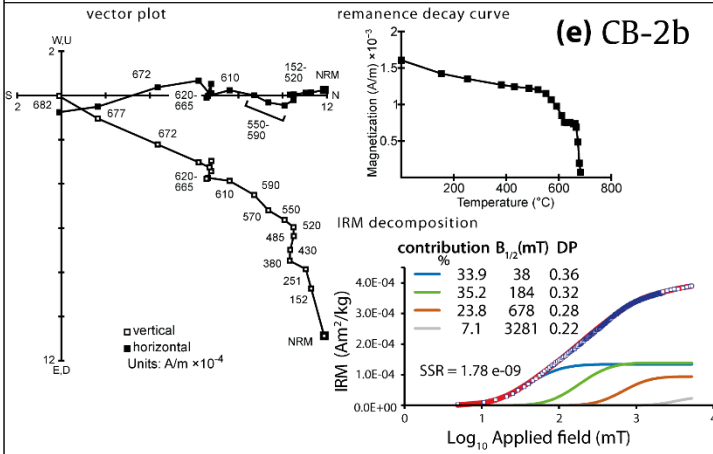 vector plot
2
W,U
672
682
677
S
2
672
620-
665
610
152-
520
NRM
N
12
550-
590
620-
665
610
590
570
550
520
485
430
380
251
152
NRM
vertical
horizontal
Units: A/m ×10⁻⁴
12
E,D
remanence decay curve
(e) CB-2b
Magnetization (A/m) ×10⁻³
2
1.5
1
0.5
200
400
600
800
Temperature (°C)
IRM decomposition
contribution B1/2(mT) DP
%
33.9 38 0.36
35.2 184 0.32
23.8 678 0.28
7.1 3281 0.22
SSR = 1.78 e-09
IRM (Am²/kg)
4.0E-04
3.0E-04
2.0E-04
1.0E-04
0.0E+00
0
1
2
3
4
Log₁₀ Applied field (mT)